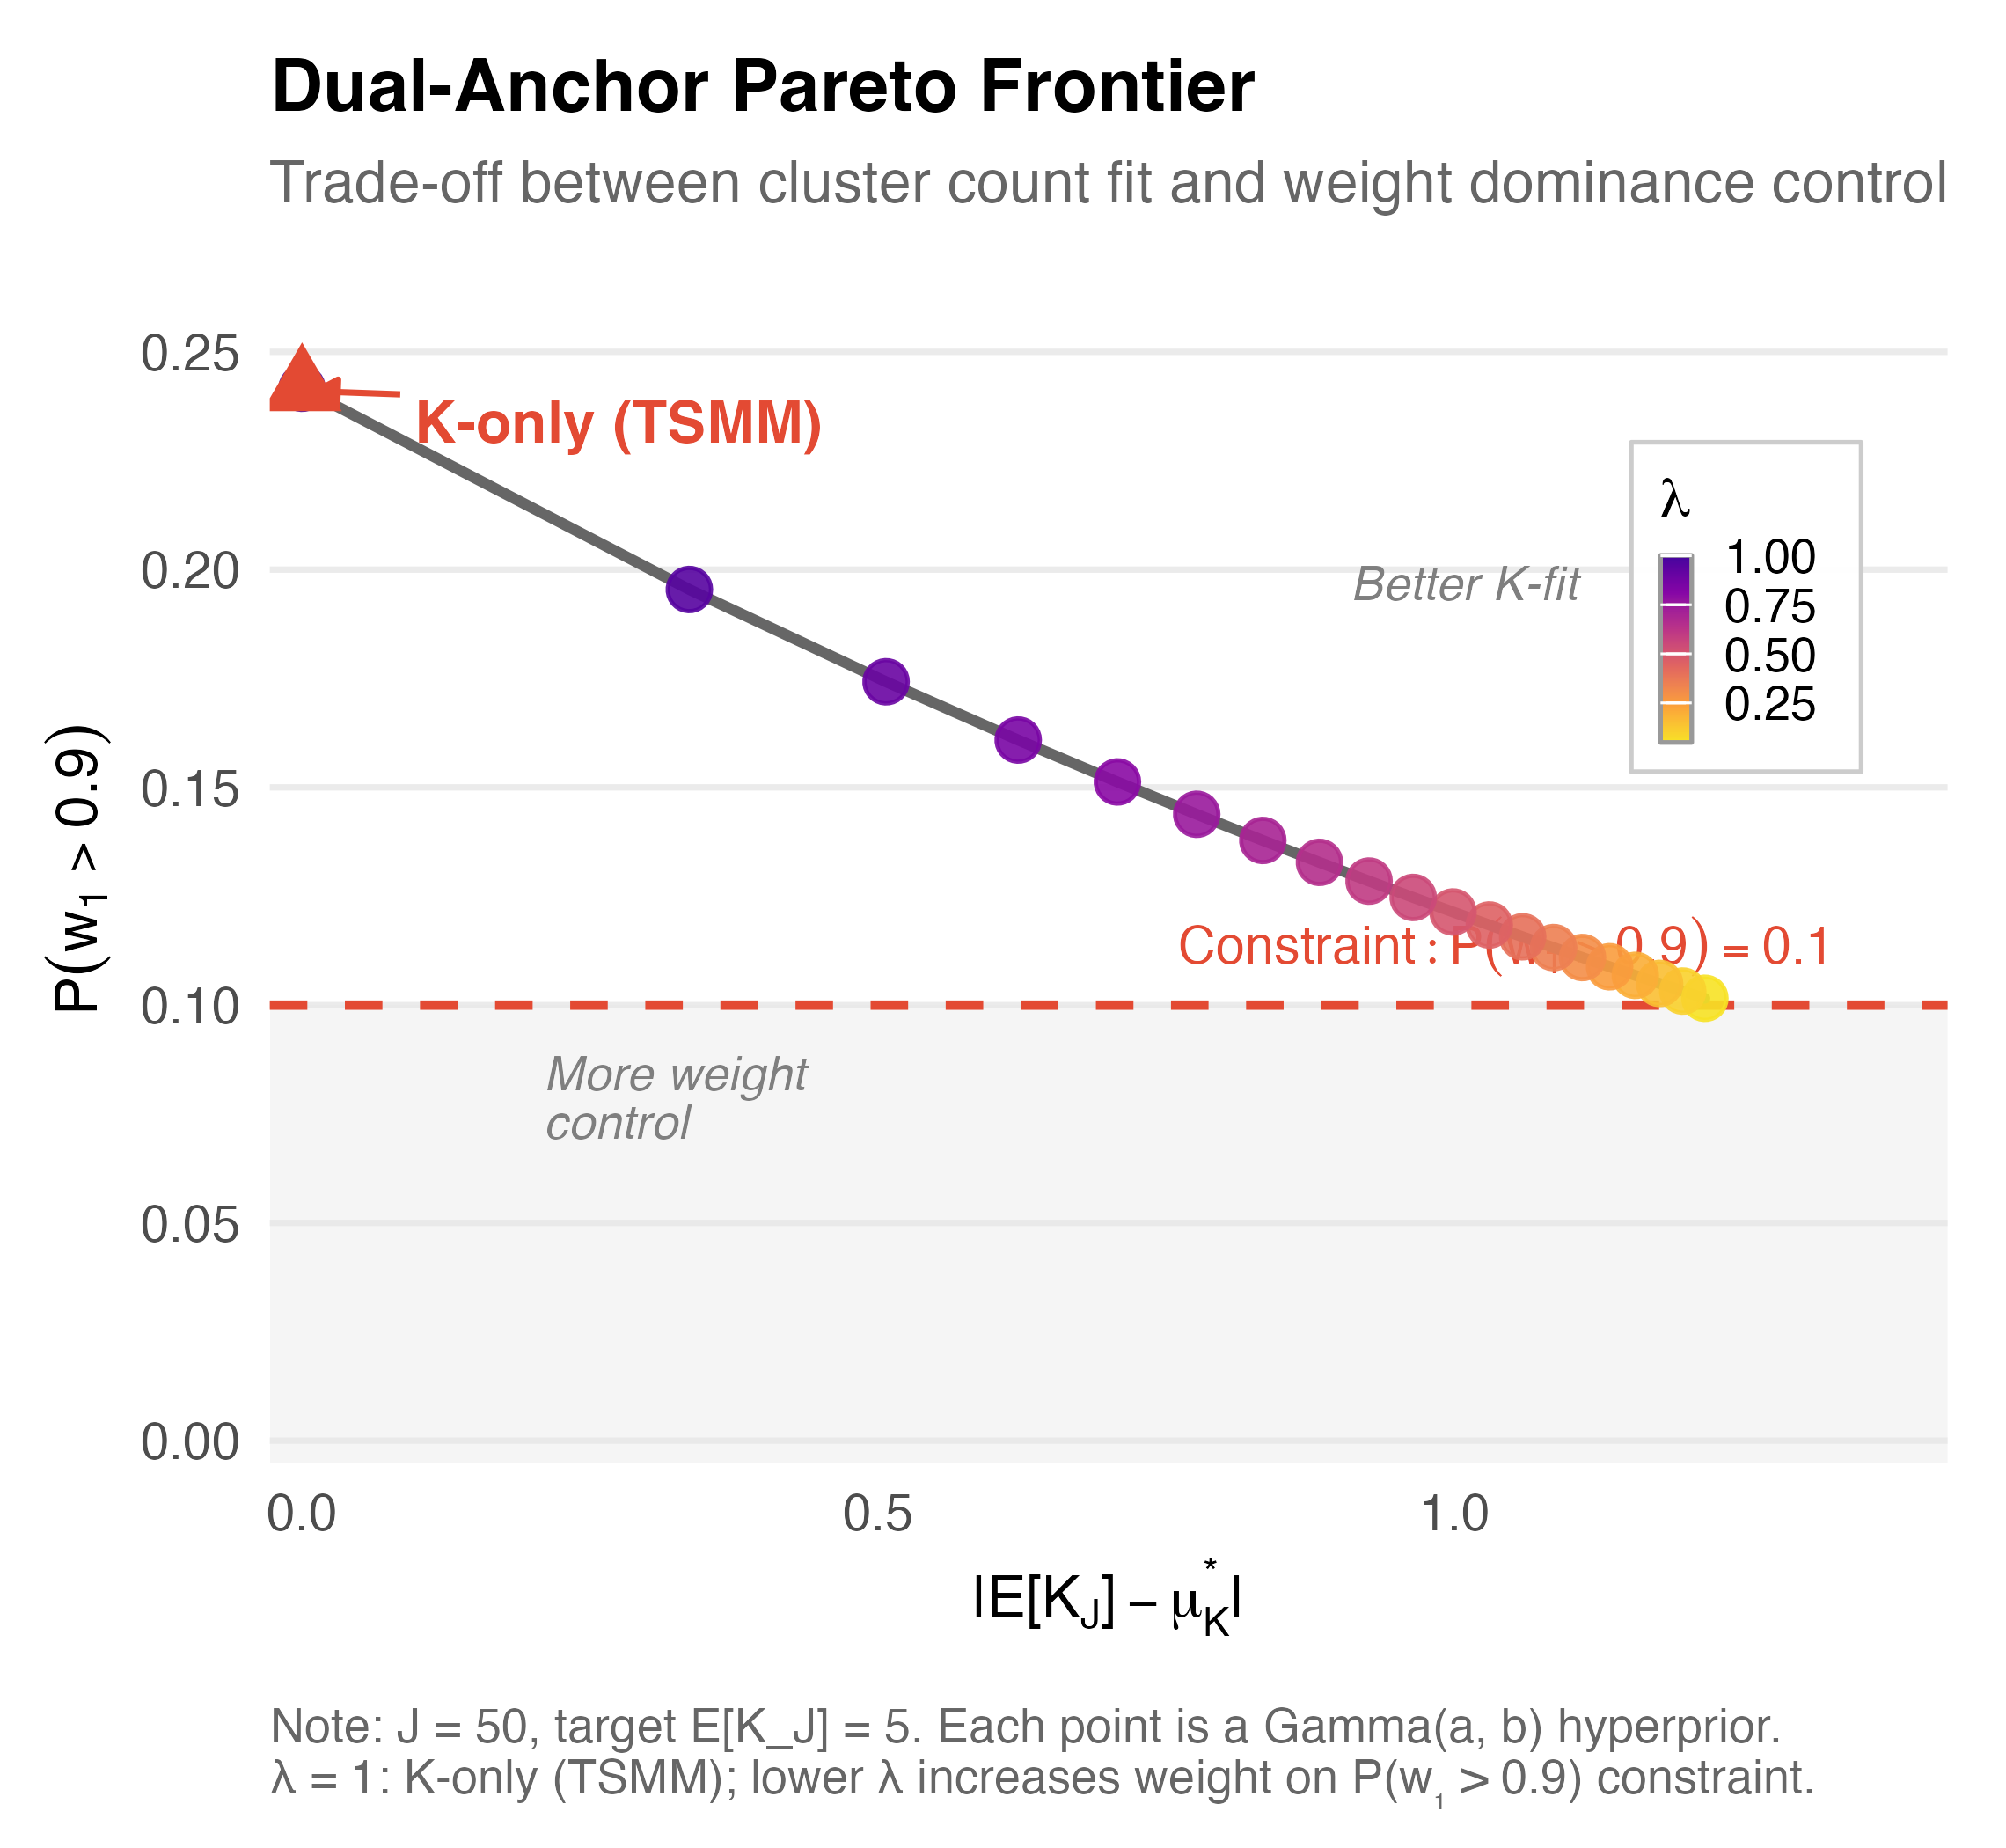 Dual-Anchor Pareto Frontier
Trade-off between cluster count fit and weight dominance control
P(w₁ > 0.9)
0.25
0.20
0.15
0.10
0.05
0.00
K-only (TSMM)
λ
1.00
0.75
0.50
0.25
Better K-fit
Constraint : P(w₁ > 0.9) = 0.1
More weight
control
0.0
0.5
1.0
|E[K_J] – μ*_K|
Note: J = 50, target E[K_J] = 5. Each point is a Gamma(a, b) hyperprior.
λ = 1: K-only (TSMM); lower λ increases weight on P(w₁ > 0.9) constraint.